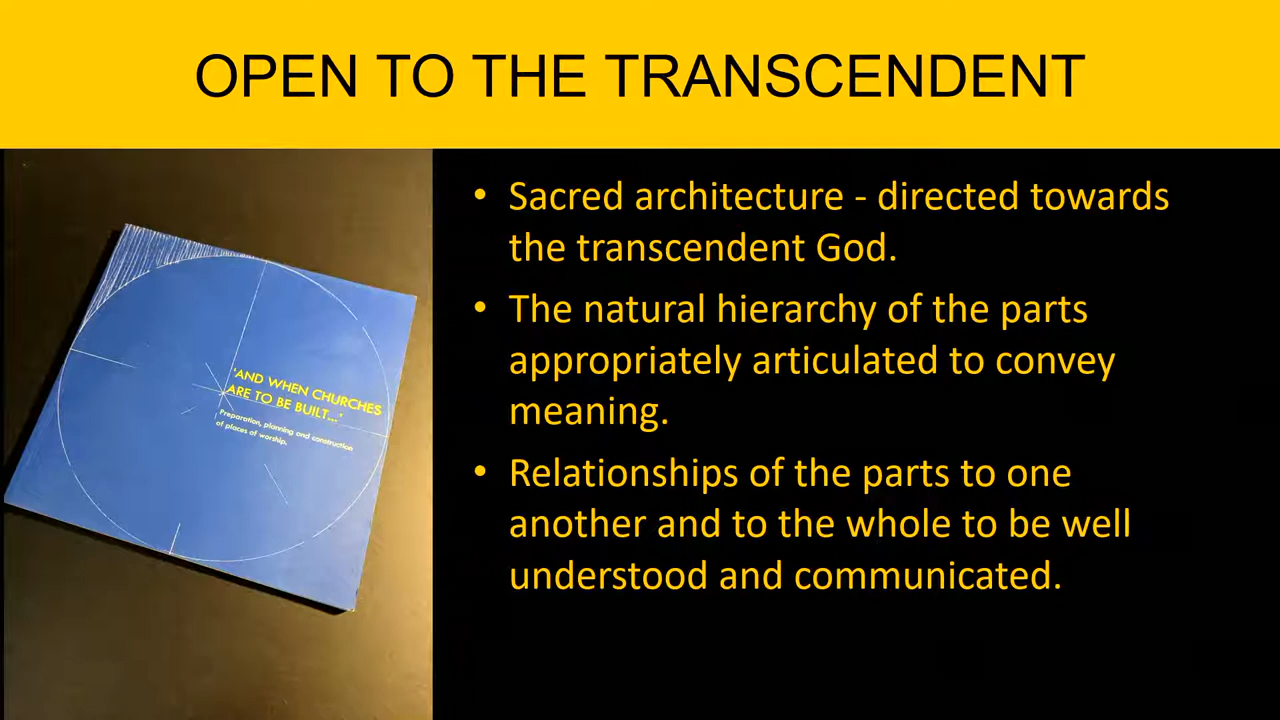 OPEN TO THE TRANSCENDENT
'AND WHEN CHURCHES
ARE TO BE BUILT...'
Preparation, planning and construction
of places of worship.
• Sacred architecture - directed towards
the transcendent God.
• The natural hierarchy of the parts
appropriately articulated to convey
meaning.
• Relationships of the parts to one
another and to the whole to be well
understood and communicated.